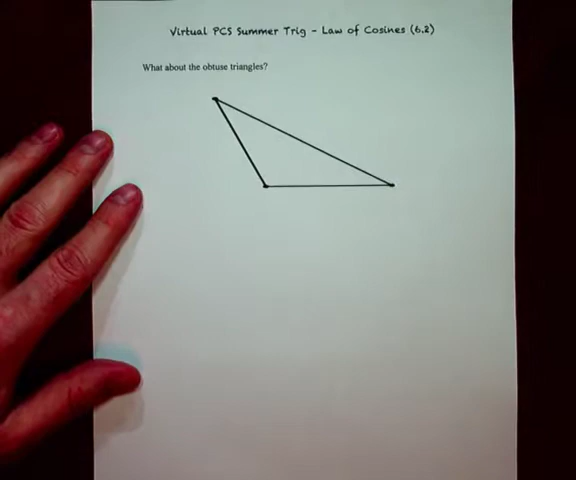 Virtual PCS Summer Trig - Law of Cosines (6.2)
What about the obtuse triangles?